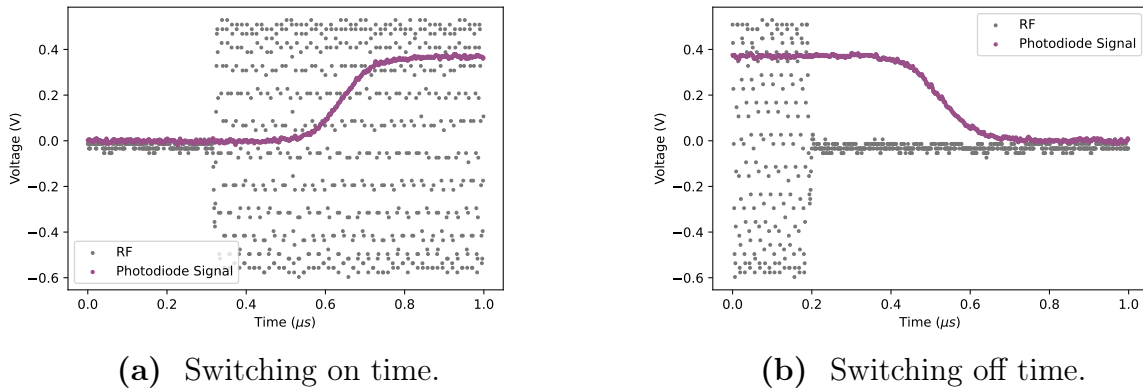 0.4
0.2
0.0
−0.2
−0.4
−0.6
Voltage (V)
RF
Photodiode Signal
0.0 0.2 0.4 0.6 0.8 1.0
Time (μs)
(a) Switching on time.
0.4
0.2
0.0
−0.2
−0.4
−0.6
Voltage (V)
RF
Photodiode Signal
0.0 0.2 0.4 0.6 0.8 1.0
Time (μs)
(b) Switching off time.